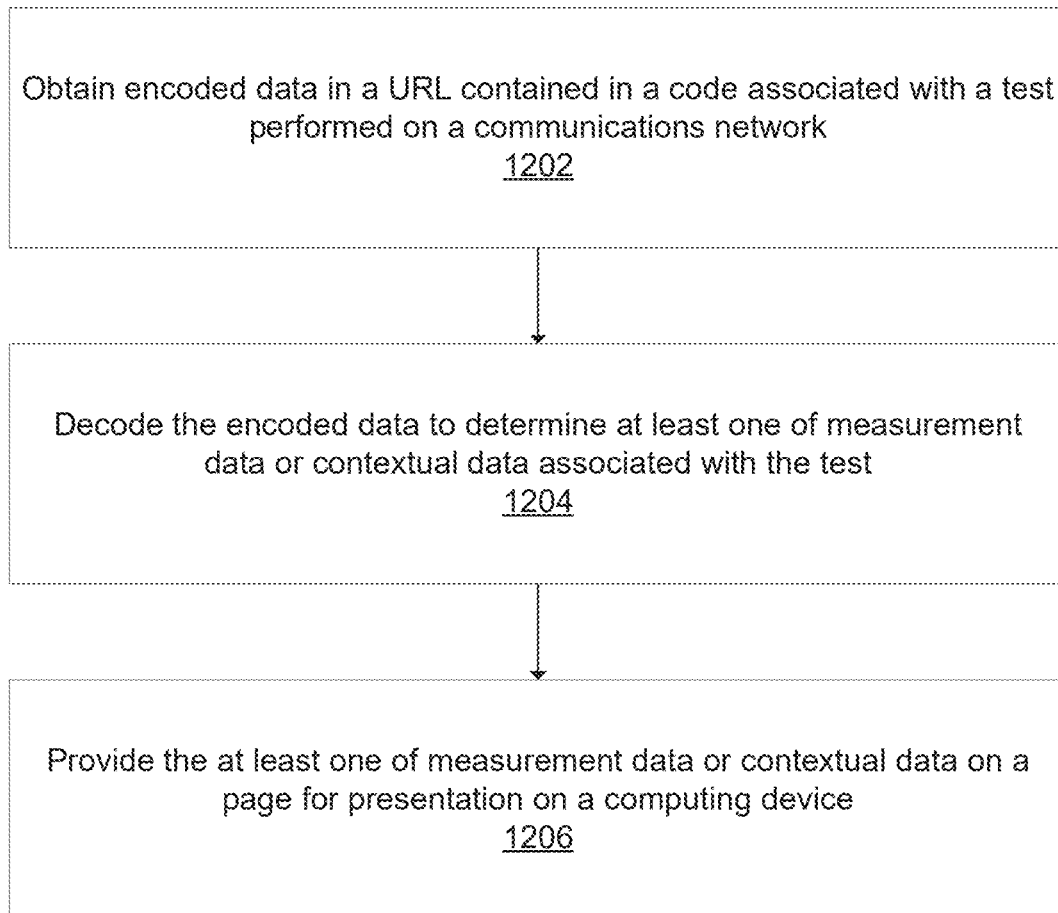 Obtain encoded data in a URL contained in a code associated with a test
performed on a communications network
1202
Decode the encoded data to determine at least one of measurement
data or contextual data associated with the test
1204
Provide the at least one of measurement data or contextual data on a
page for presentation on a computing device
1206